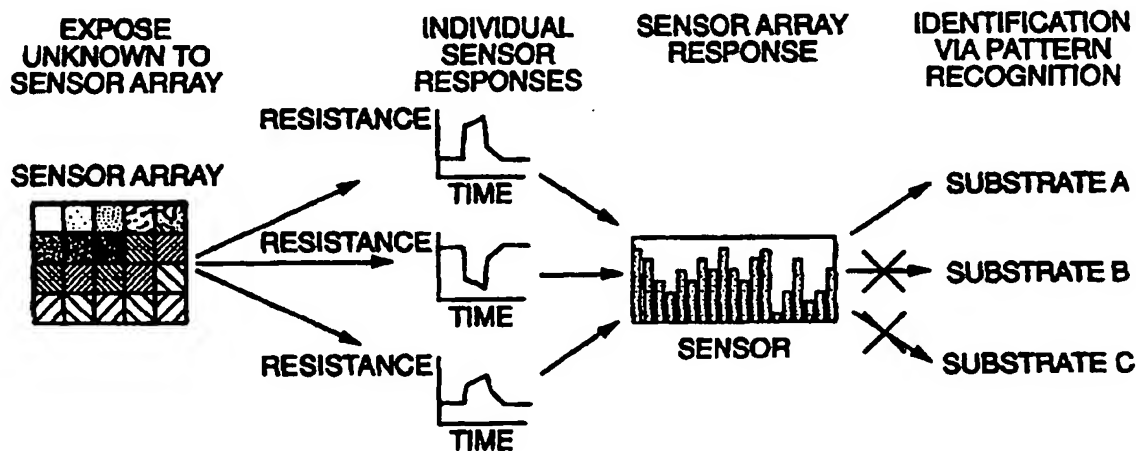 EXPOSE
UNKNOWN TO
SENSOR ARRAY
INDIVIDUAL
SENSOR
RESPONSES
SENSOR ARRAY
RESPONSE
IDENTIFICATION
VIA PATTERN
RECOGNITION
SENSOR ARRAY
RESISTANCE
TIME
RESISTANCE
TIME
RESISTANCE
TIME
SENSOR
SUBSTRATE A
SUBSTRATE B
SUBSTRATE C